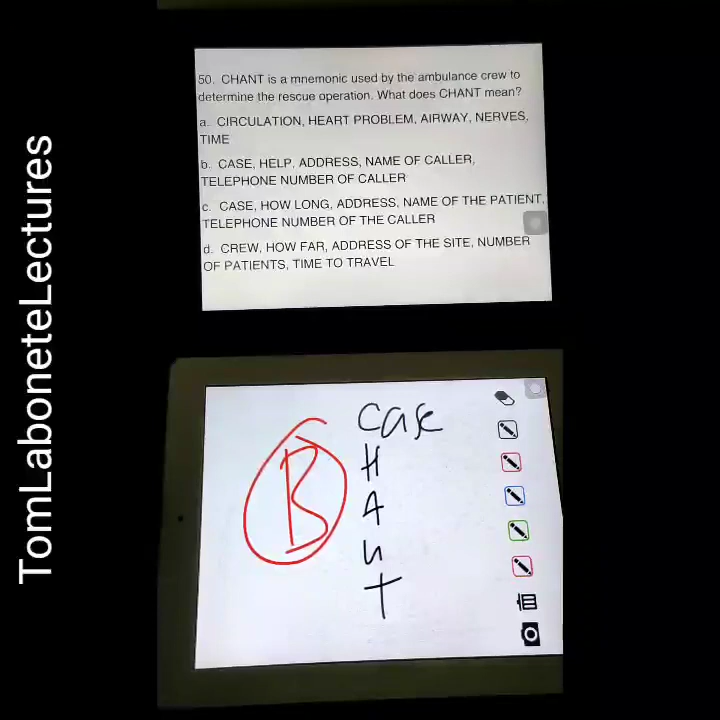 TomLaboneteLectures
50. CHANT is a mnemonic used by the ambulance crew to
determine the rescue operation. What does CHANT mean?
a. CIRCULATION, HEART PROBLEM, AIRWAY, NERVES,
TIME
b. CASE, HELP, ADDRESS, NAME OF CALLER,
TELEPHONE NUMBER OF CALLER
c. CASE, HOW LONG, ADDRESS, NAME OF THE PATIENT,
TELEPHONE NUMBER OF THE CALLER
d. CREW, HOW FAR, ADDRESS OF THE SITE, NUMBER
OF PATIENTS, TIME TO TRAVEL
B
Case
H
A
N
T